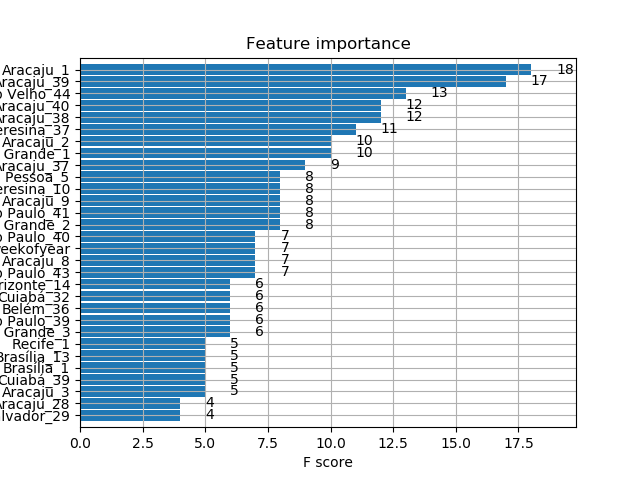 Feature importance
Aracaju_1 18
Aracaju_39 17
o Velho_44 13
Aracaju_40 12
Aracaju_38 12
eresina_37 11
Aracaju_2 10
Grande_1 10
Aracaju_37 9
Pessoa_5 8
eresina_10 8
Aracaju_9 8
o Paulo_41 8
Grande_2 8
o Paulo_40 7
eekofyear 7
Aracaju_8 7
o Paulo_43 7
rizonte_14 6
Cuiabá_32 6
Belém_36 6
o Paulo_39 6
Grande_3 6
Recife_1 5
Brasília_13 5
Brasília_1 5
Cuiabá_39 5
Aracaju_3 5
Aracaju_28 4
lvador_29 4
0.0 2.5 5.0 7.5 10.0 12.5 15.0 17.5
F score